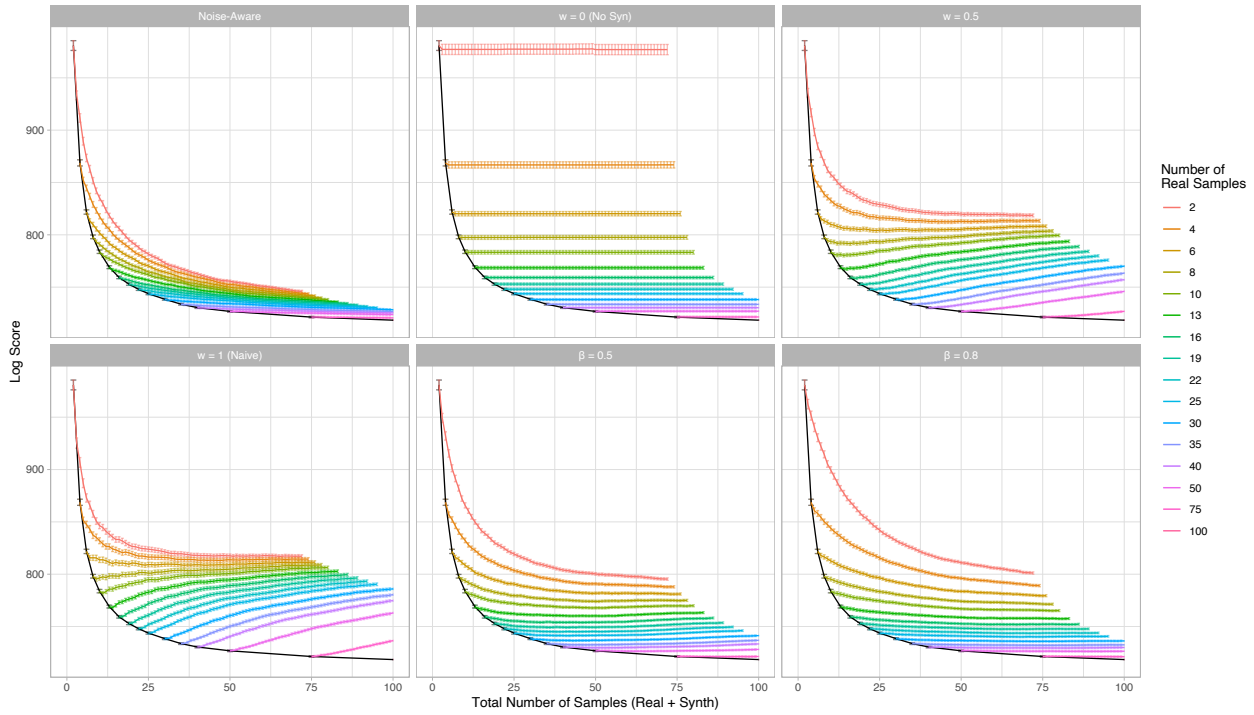 Noise-Aware
w = 0 (No Syn)
w = 0.5
900
800
w = 1 (Naive)
β = 0.5
β = 0.8
900
800
0 25 50 75 100
0 25 50 75 100
0 25 50 75 100
Total Number of Samples (Real + Synth)
Log Score
Number of
Real Samples
2
4
6
8
10
13
16
19
22
25
30
35
40
50
75
100